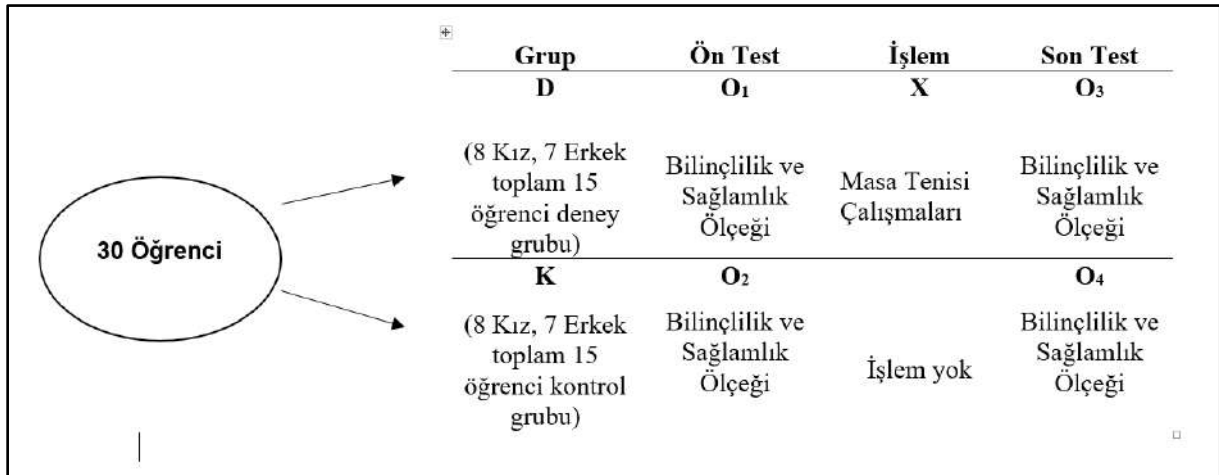 Grup Ön Test İşlem Son Test
D O₁ X O₃
(8 Kız, 7 Erkek
toplam 15
öğrenci deney
grubu)
Bilinçlilik ve
Sağlamlık
Ölçeği
Masa Tenisi
Çalışmaları
Bilinçlilik ve
Sağlamlık
Ölçeği
30 Öğrenci
K O₂ O₄
(8 Kız, 7 Erkek
toplam 15
öğrenci kontrol
grubu)
Bilinçlilik ve
Sağlamlık
Ölçeği
İşlem yok
Bilinçlilik ve
Sağlamlık
Ölçeği